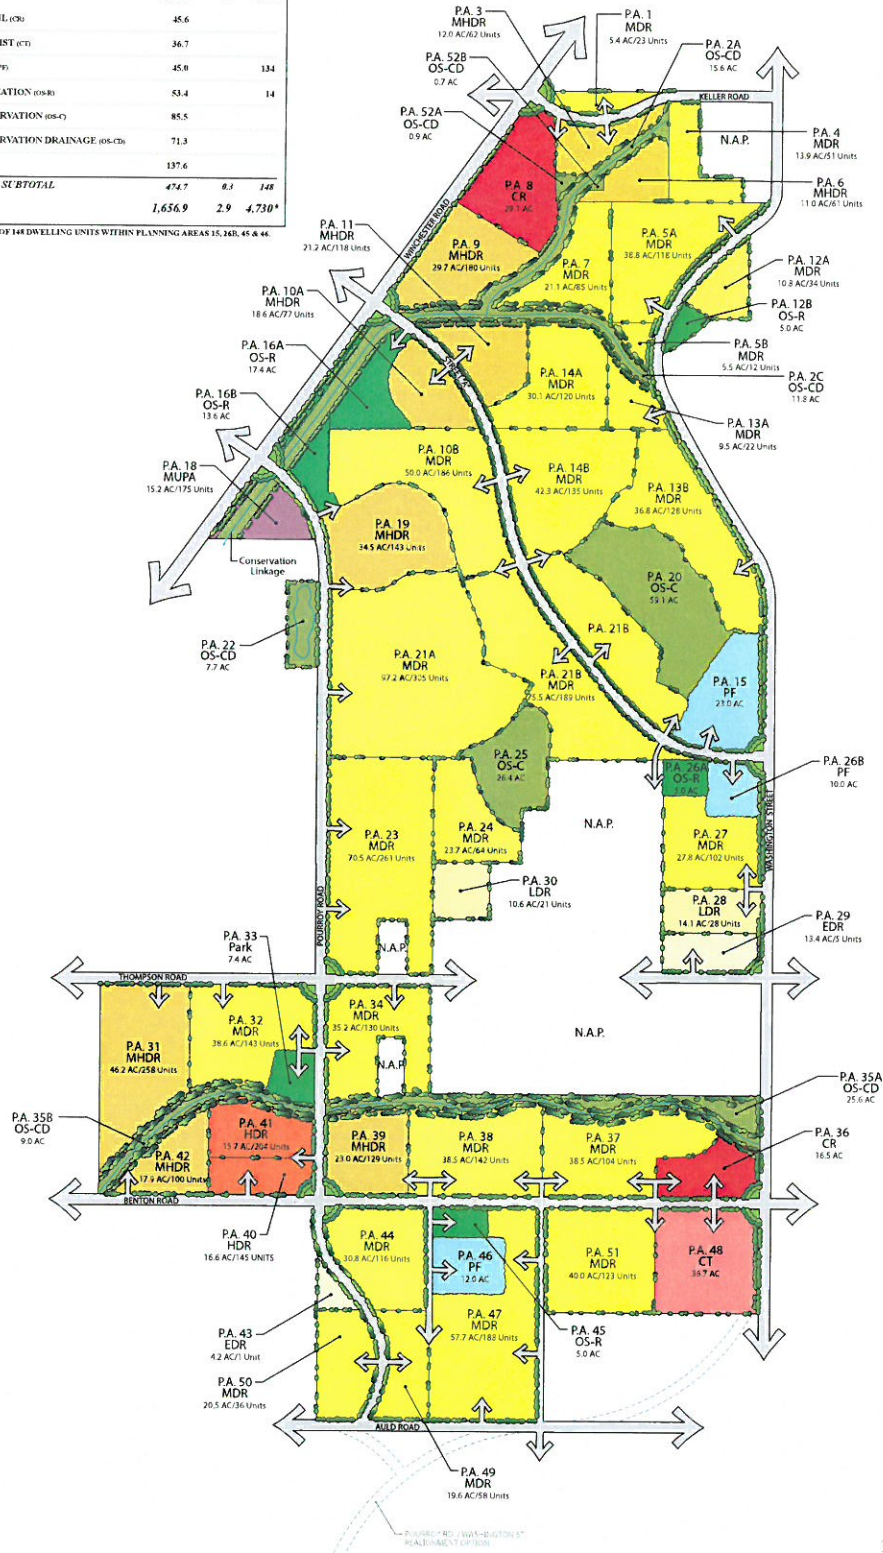 L (CR) 45.6
IST (CT) 36.7
PF) 45.0 134
ATION (OS-R) 53.4 14
RVATION (OS-C) 85.5
RVATION DRAINAGE (OS-CD) 71.3
137.6
SUBTOTAL 474.7 0.3 148
1,656.9 2.9 4,730*
OF 148 DWELLING UNITS WITHIN PLANNING AREAS 15, 26B, 45 & 46.
P.A. 3
MHDR
12.0 AC/62 Units
P.A. 1
MDR
5.4 AC/23 Units
P.A. 2A
OS-CD
15.6 AC
P.A. 52B
OS-CD
0.7 AC
P.A. 52A
OS-CD
0.9 AC
KELLER ROAD
N.A.P.
P.A. 4
MDR
13.9 AC/51 Units
P.A. 6
MHDR
11.0 AC/61 Units
P.A. 8
CR
29.1 AC
WINCHESTER ROAD
P.A. 11
MHDR
21.2 AC/118 Units
P.A. 9
MHDR
29.7 AC/180 Units
P.A. 7
MDR
21.1 AC/85 Units
P.A. 5A
MDR
38.8 AC/118 Units
P.A. 12A
MDR
10.8 AC/34 Units
P.A. 12B
OS-R
5.0 AC
P.A. 10A
MHDR
18.6 AC/77 Units
P.A. 16A
OS-R
17.4 AC
P.A. 16B
OS-R
13.6 AC
P.A. 5B
MDR
5.5 AC/12 Units
P.A. 2C
OS-CD
11.8 AC
STREET "A"
P.A. 14A
MDR
30.1 AC/120 Units
P.A. 13A
MDR
9.5 AC/22 Units
P.A. 18
MUPA
15.2 AC/175 Units
P.A. 10B
MDR
50.0 AC/186 Units
P.A. 14B
MDR
42.3 AC/135 Units
P.A. 13B
MDR
36.8 AC/128 Units
P.A. 19
MHDR
34.5 AC/143 Units
Conservation
Linkage
P.A. 20
OS-C
59.1 AC
P.A. 22
OS-CD
7.7 AC
P.A. 21A
MDR
97.2 AC/305 Units
P.A. 21B
P.A. 21B
MDR
75.5 AC/189 Units
P.A. 15
PF
23.0 AC
P.A. 25
OS-C
26.4 AC
P.A. 26A
OS-R
5.0 AC
P.A. 26B
PF
10.0 AC
P.A. 23
MDR
70.5 AC/261 Units
P.A. 24
MDR
23.7 AC/64 Units
N.A.P.
P.A. 27
MDR
27.8 AC/102 Units
WASHINGTON STREET
P.A. 30
LDR
10.6 AC/21 Units
P.A. 28
LDR
14.1 AC/28 Units
P.A. 29
EDR
13.4 AC/5 Units
POURROY ROAD
P.A. 33
Park
7.4 AC
N.A.P.
THOMPSON ROAD
P.A. 31
MHDR
46.2 AC/258 Units
P.A. 32
MDR
38.6 AC/143 Units
P.A. 34
MDR
35.2 AC/130 Units
N.A.P.
N.A.P.
P.A. 35A
OS-CD
25.6 AC
P.A. 35B
OS-CD
9.0 AC
P.A. 42
MHDR
17.9 AC/100 Units
P.A. 41
HDR
15.7 AC/204 Units
P.A. 39
MHDR
23.0 AC/129 Units
P.A. 38
MDR
38.5 AC/142 Units
P.A. 37
MDR
38.5 AC/104 Units
P.A. 36
CR
16.5 AC
BENTON ROAD
P.A. 40
HDR
16.6 AC/145 UNITS
P.A. 44
MDR
30.8 AC/116 Units
P.A. 46
PF
12.0 AC
P.A. 51
MDR
40.0 AC/123 Units
P.A. 48
CT
36.7 AC
P.A. 47
MDR
57.7 AC/188 Units
P.A. 43
EDR
4.2 AC/1 Unit
P.A. 45
OS-R
5.0 AC
P.A. 50
MDR
20.5 AC/36 Units
AULD ROAD
P.A. 49
MDR
19.6 AC/58 Units
POURROY RD. / WASHINGTON ST
REALIGNMENT OPTION